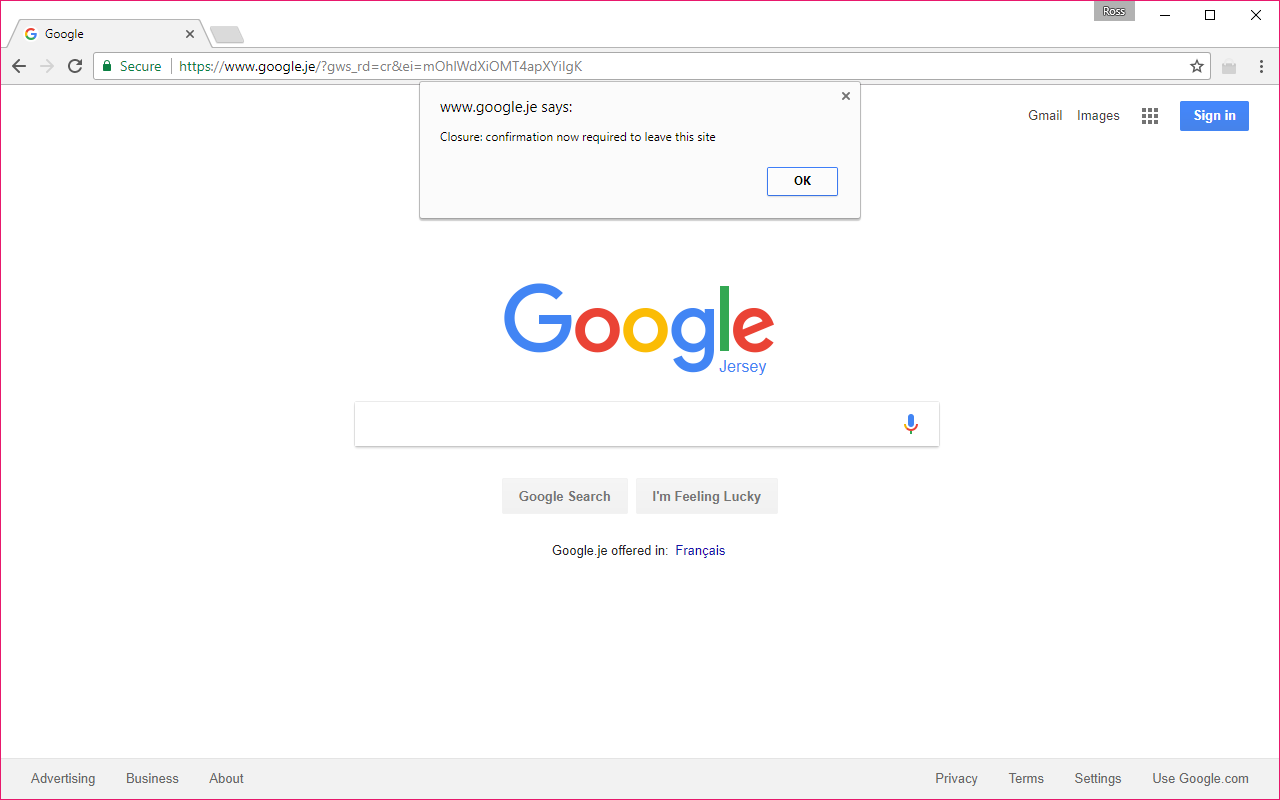 Ross
Google
Secure https://www.google.je/?gws_rd=cr&ei=mOhIWdXiOMT4apXYiIgK
www.google.je says:
Closure: confirmation now required to leave this site
OK
Gmail Images Sign in
Google
Jersey
Google Search I'm Feeling Lucky
Google.je offered in: Français
Advertising Business About Privacy Terms Settings Use Google.com